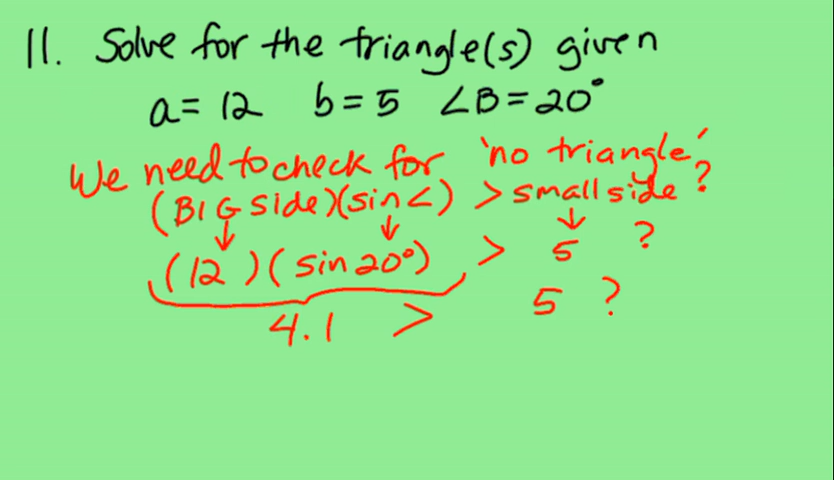 11. Solve for the triangle(s) given
a = 12 b = 5 ∠B = 20°
We need to check for 'no triangle'
(BIG side)(sin∠) > small side ?
↓ ↓ ↓
(12)(sin 20°) > 5 ?
4.1 > 5 ?